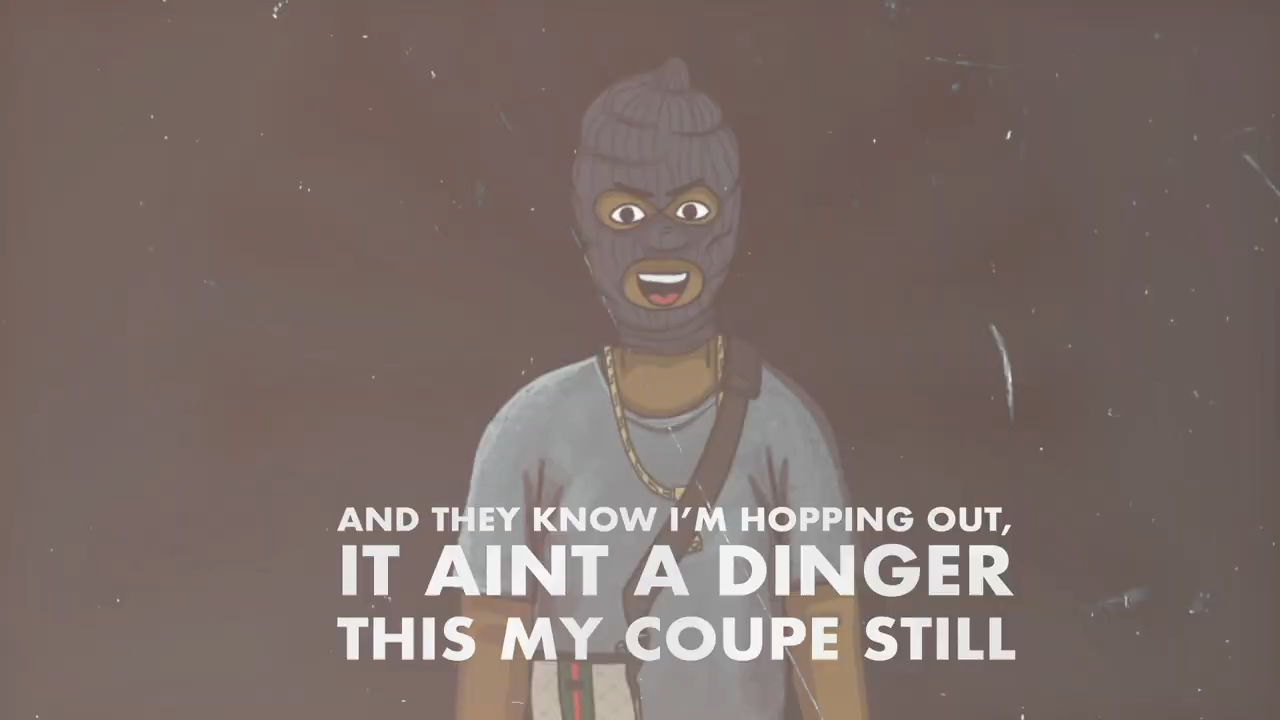 AND THEY KNOW I'M HOPPING OUT,
IT AINT A DINGER
THIS MY COUPE STILL